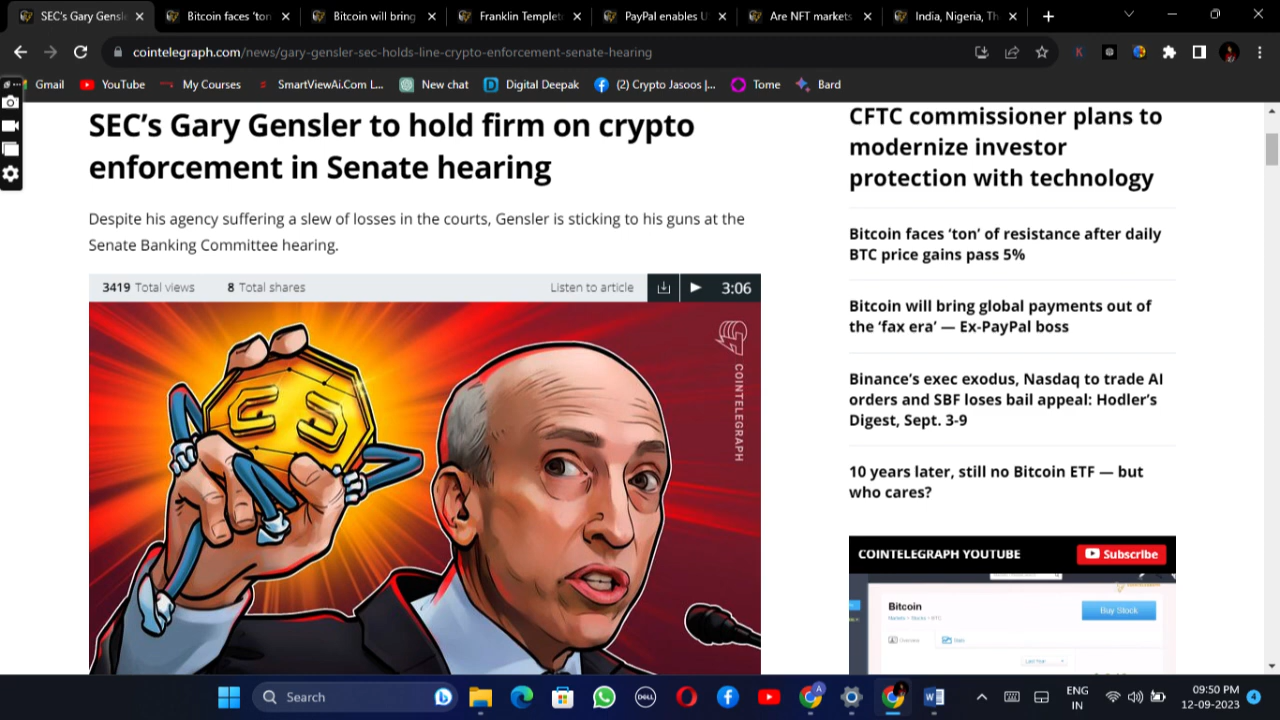 SEC's Gary Gensle
Bitcoin faces 'ton'
Bitcoin will bring
Franklin Templet
PayPal enables U
Are NFT markets
India, Nigeria, Th
cointelegraph.com/news/gary-gensler-sec-holds-line-crypto-enforcement-senate-hearing
Gmail
YouTube
My Courses
SmartViewAi.Com L...
New chat
Digital Deepak
(2) Crypto Jasoos |...
Tome
Bard
SEC's Gary Gensler to hold firm on crypto
enforcement in Senate hearing
Despite his agency suffering a slew of losses in the courts, Gensler is sticking to his guns at the
Senate Banking Committee hearing.
3419 Total views 8 Total shares Listen to article 3:06
COINTELEGRAPH
CFTC commissioner plans to
modernize investor
protection with technology
Bitcoin faces 'ton' of resistance after daily
BTC price gains pass 5%
Bitcoin will bring global payments out of
the 'fax era' — Ex-PayPal boss
Binance's exec exodus, Nasdaq to trade AI
orders and SBF loses bail appeal: Hodler's
Digest, Sept. 3-9
10 years later, still no Bitcoin ETF — but
who cares?
COINTELEGRAPH YOUTUBE
Subscribe
Bitcoin
Buy Stock
Overview
Last Year
Search
DELL
ENG
IN
09:50 PM
12-09-2023
4